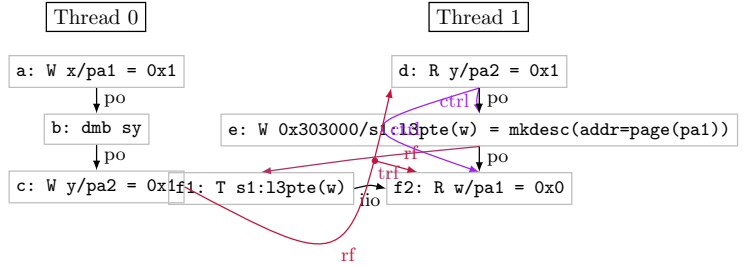 Thread 0
Thread 1
a: W x/pa1 = 0x1
d: R y/pa2 = 0x1
po
ctrl
po
b: dmb sy
e: W 0x303000/s1:l3pte(w) = mkdesc(addr=page(pa1))
ctrl
po
rf
po
trf
c: W y/pa2 = 0x1
f1: T s1:l3pte(w)
iio
f2: R w/pa1 = 0x0
rf